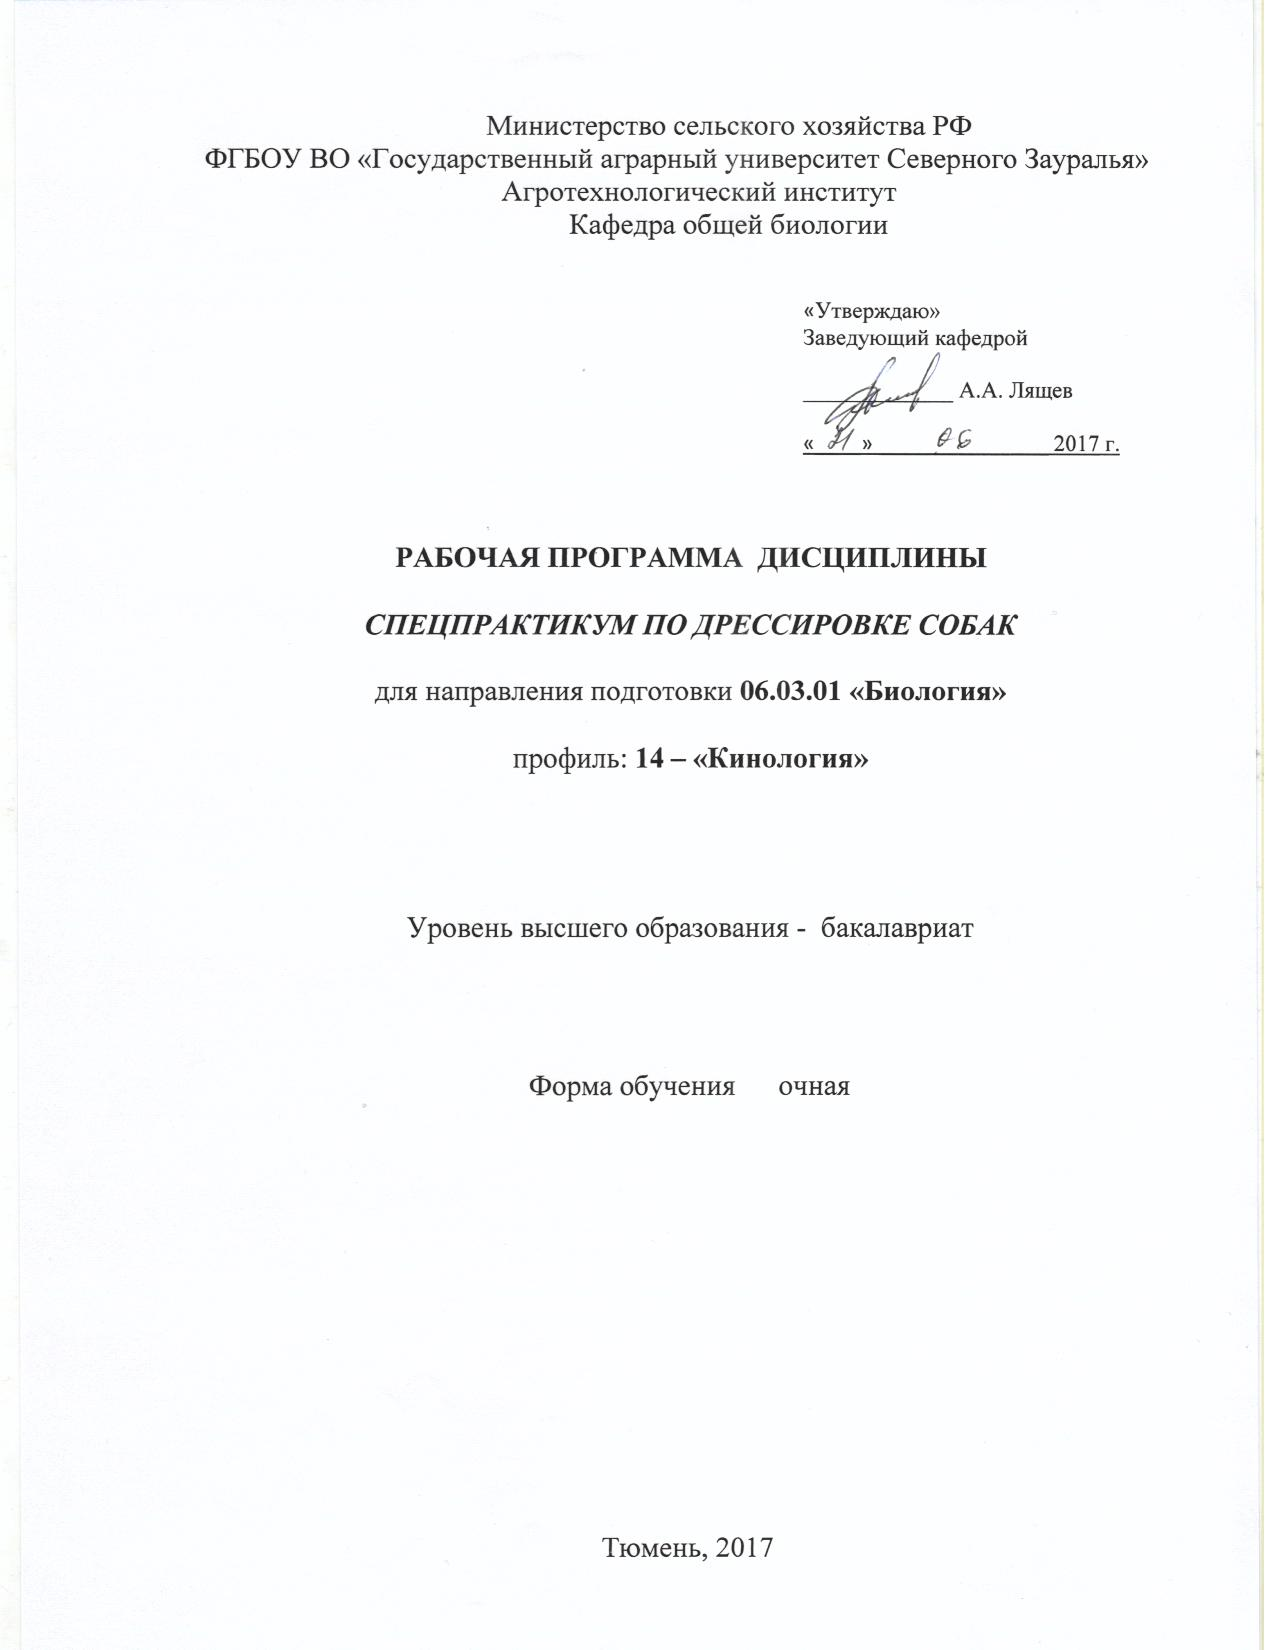 Министерство сельского хозяйства РФ
ФГБОУ ВО «Государственный аграрный университет Северного Зауралья»
Агротехнологический институт
Кафедра общей биологии
«Утверждаю»
Заведующий кафедрой
А.А. Лящев
« » 06 2017 г.
РАБОЧАЯ ПРОГРАММА ДИСЦИПЛИНЫ
СПЕЦПРАКТИКУМ ПО ДРЕССИРОВКЕ СОБАК
для направления подготовки 06.03.01 «Биология»
профиль: 14 – «Кинология»
Уровень высшего образования - бакалавриат
Форма обучения очная
Тюмень, 2017